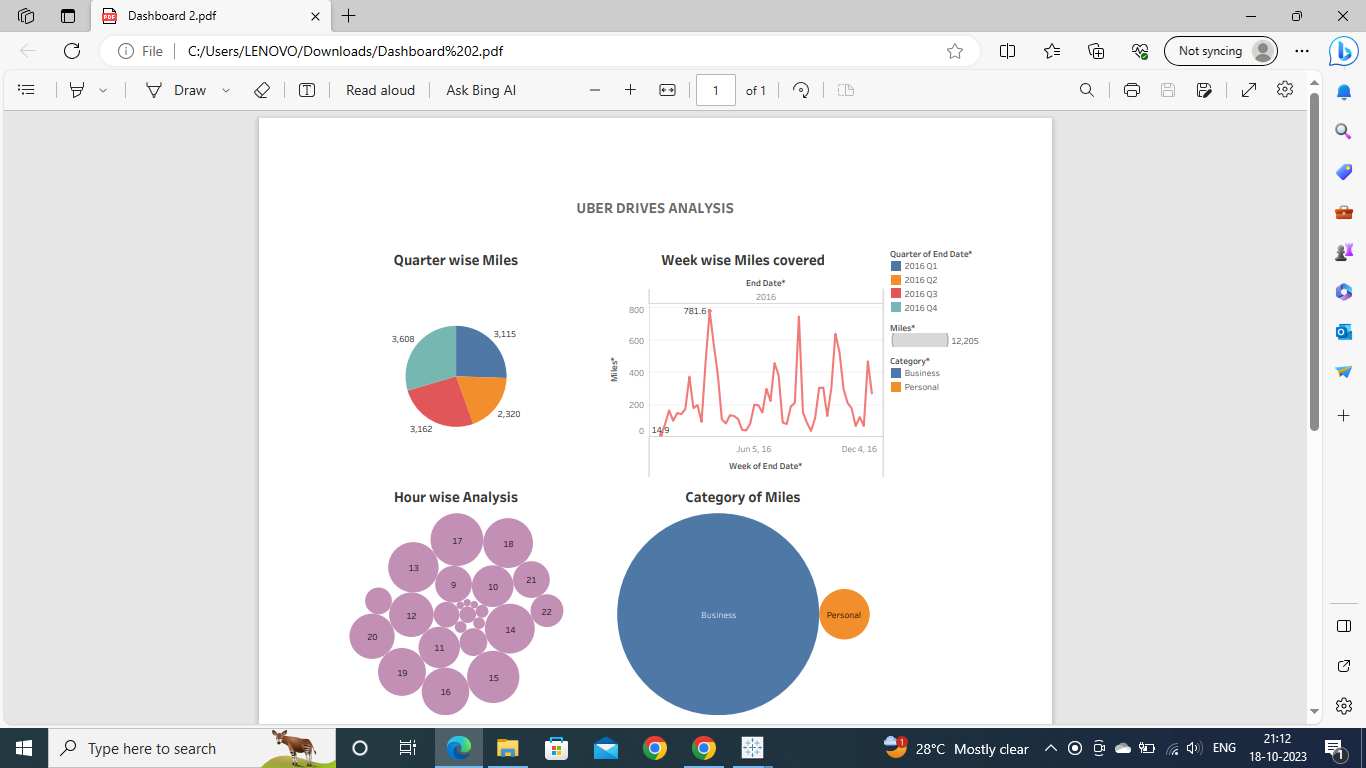 Dashboard 2.pdf
File C:/Users/LENOVO/Downloads/Dashboard%202.pdf
Not syncing
Draw Read aloud Ask Bing AI 1 of 1
UBER DRIVES ANALYSIS
Quarter wise Miles
3,608
3,115
2,320
3,162
Week wise Miles covered
End Date*
2016
800
600
400
200
0
Miles*
781.6
14.9
Jun 5, 16 Dec 4, 16
Week of End Date*
Quarter of End Date*
2016 Q1
2016 Q2
2016 Q3
2016 Q4
Miles*
12,205
Category*
Business
Personal
Hour wise Analysis
17
18
13
9
10
21
12
22
20
14
11
19
15
16
Category of Miles
Business
Personal
Type here to search
1
28°C Mostly clear
ENG
21:12
18-10-2023
1